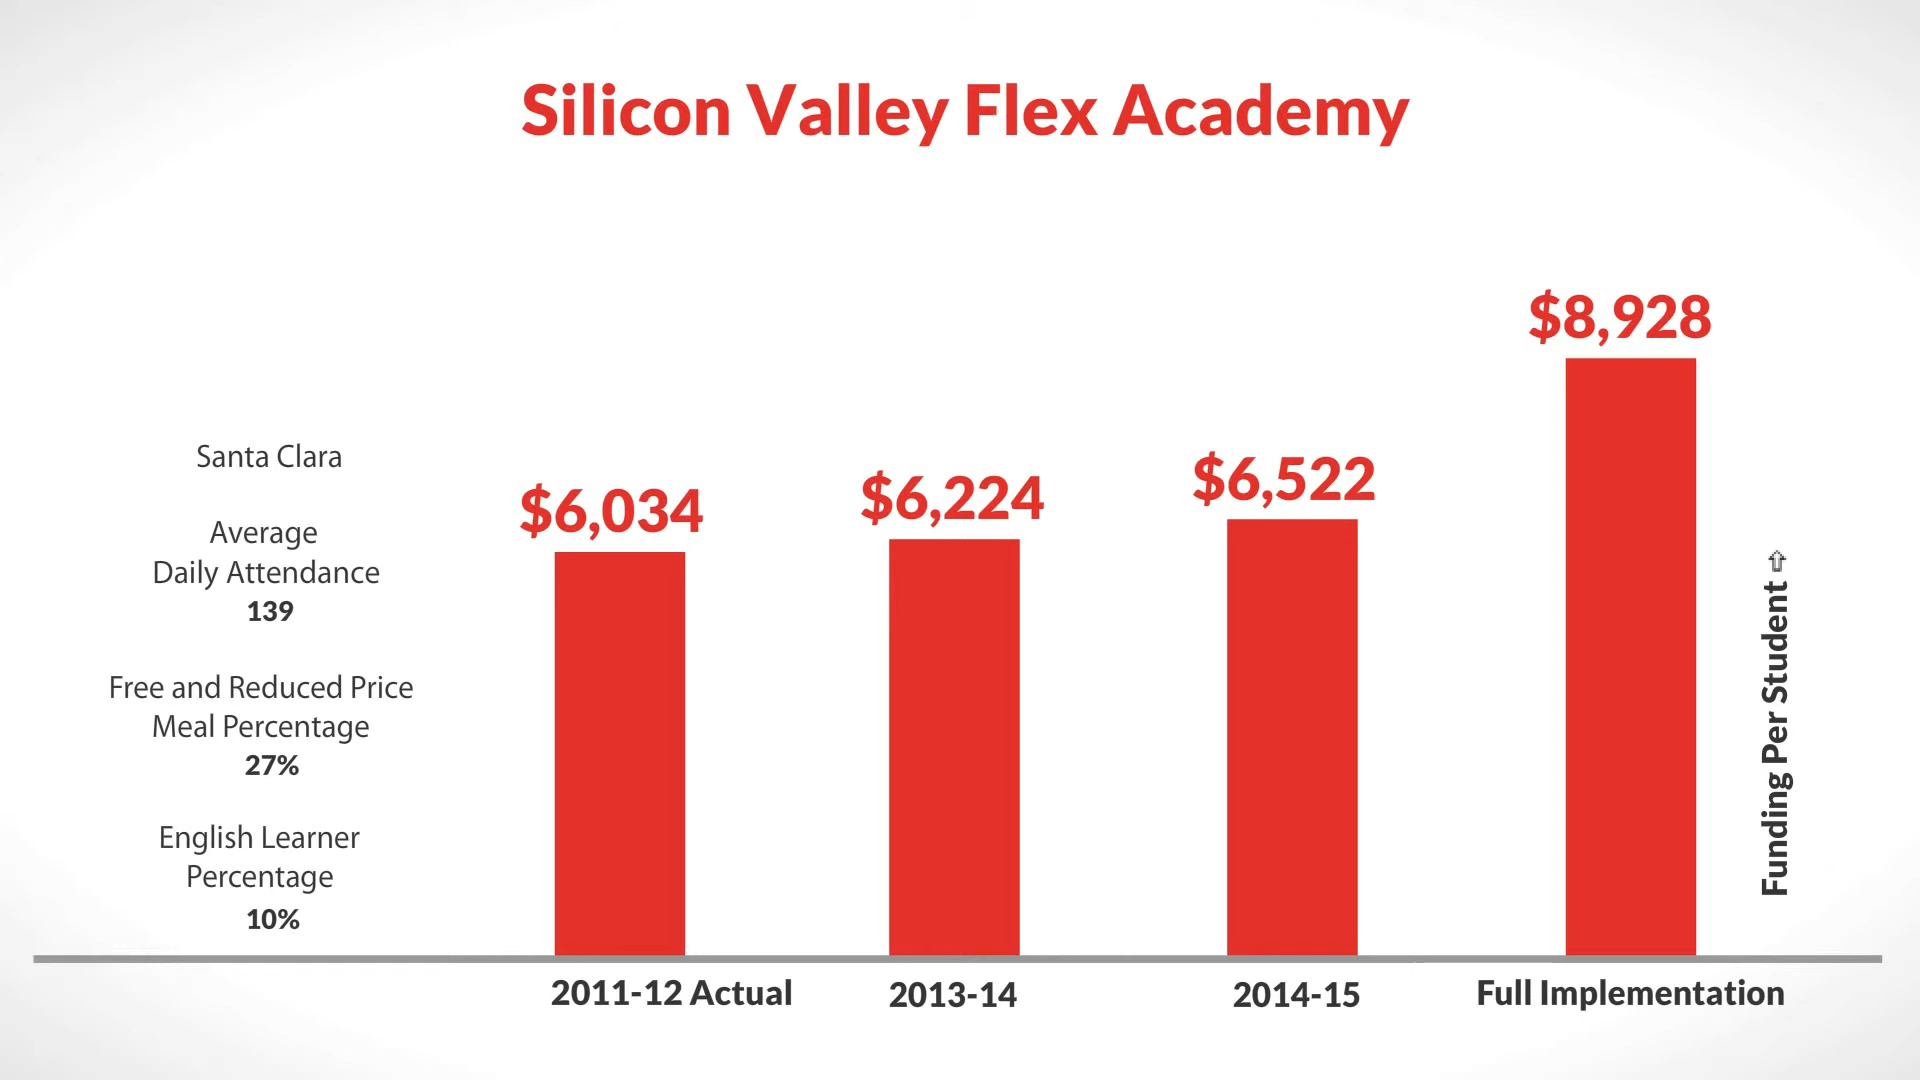 Silicon Valley Flex Academy
Santa Clara
Average
Daily Attendance
139
Free and Reduced Price
Meal Percentage
27%
English Learner
Percentage
10%
$6,034
$6,224
$6,522
$8,928
Funding Per Student ⇧
2011-12 Actual
2013-14
2014-15
Full Implementation